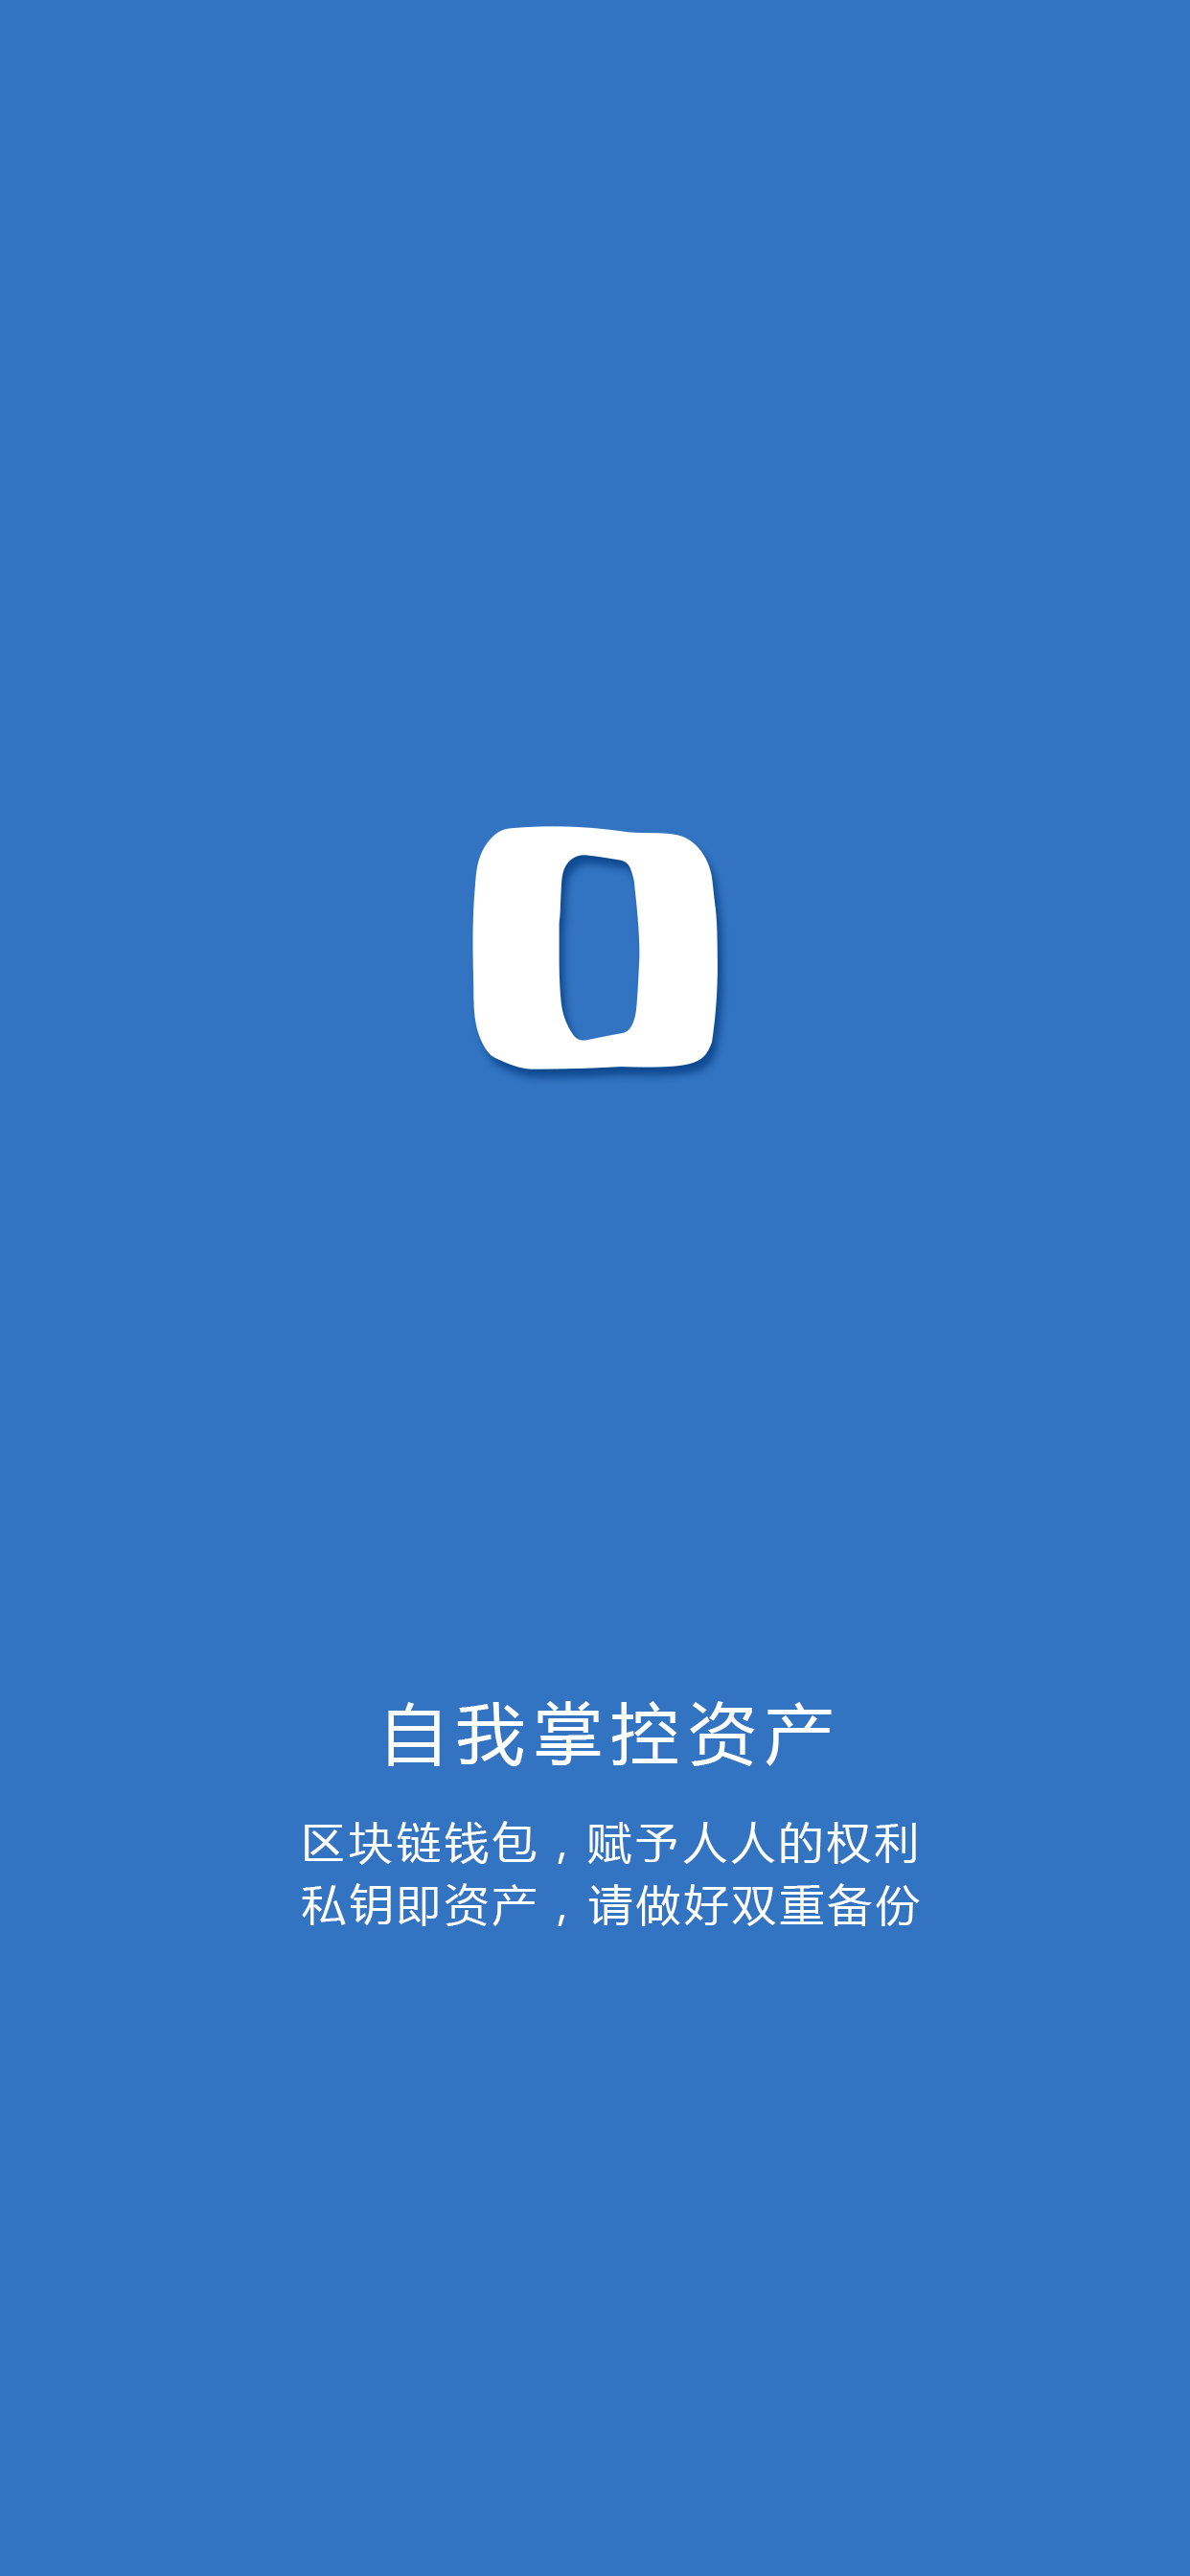 O
自我掌控资产
区块链钱包，赋予人人的权利
私钥即资产，请做好双重备份